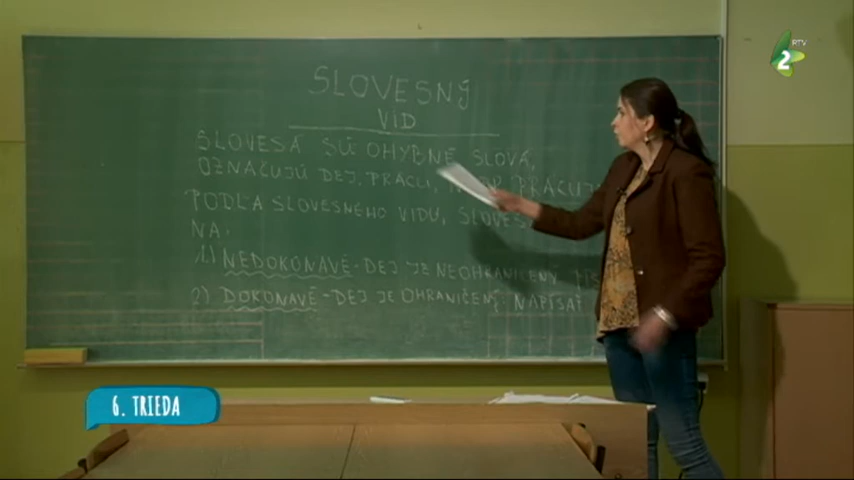 RTV
2
SLOVESNÝ
VID
SLOVESÁ SÚ OHYBNÉ SLOVÁ,
OZNAČUJÚ DEJ, PRÁCU,
PODĽA SLOVESNÉHO VIDU,
NA:
1.) NEDOKONAVÉ - DEJ JE NEOHRANIČENÝ
2) DOKONAVÉ - DEJ JE OHRANIČENÝ. NAPÍSAŤ
6. TRIEDA